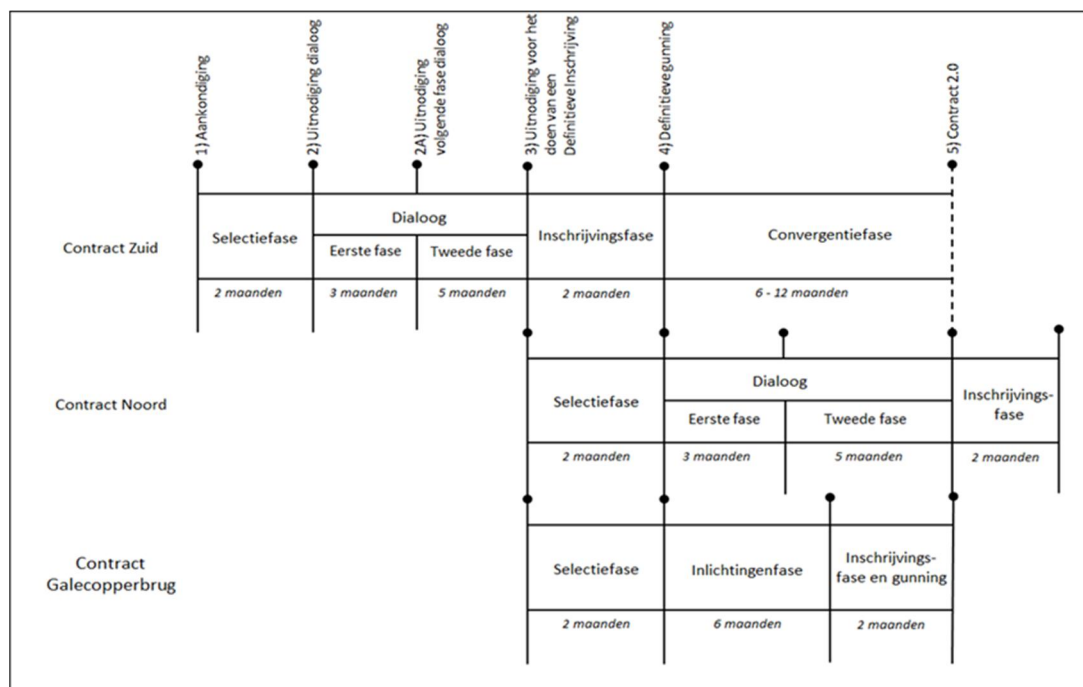 1) Aankondiging
2) Uitnodiging dialoog
2A) Uitnodiging
volgende fase dialoog
3) Uitnodiging voor het
doen van een
Definitieve Inschrijving
4) Definitieve gunning
5) Contract 2.0
Contract Zuid
Selectiefase
Dialoog
Eerste fase
Tweede fase
Inschrijvingsfase
Convergentiefase
2 maanden
3 maanden
5 maanden
2 maanden
6 - 12 maanden
Contract Noord
Selectiefase
Dialoog
Eerste fase
Tweede fase
Inschrijvings-
fase
2 maanden
3 maanden
5 maanden
2 maanden
Contract
Galecopperbrug
Selectiefase
Inlichtingenfase
Inschrijvings-
fase en gunning
2 maanden
6 maanden
2 maanden